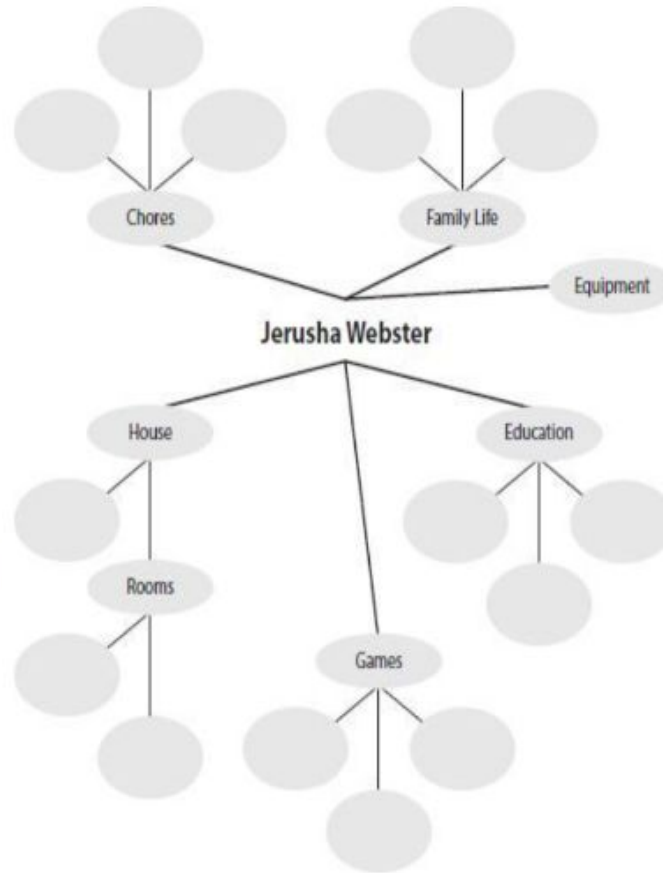 Chores
Family Life
Equipment
Jerusha Webster
House
Education
Rooms
Games